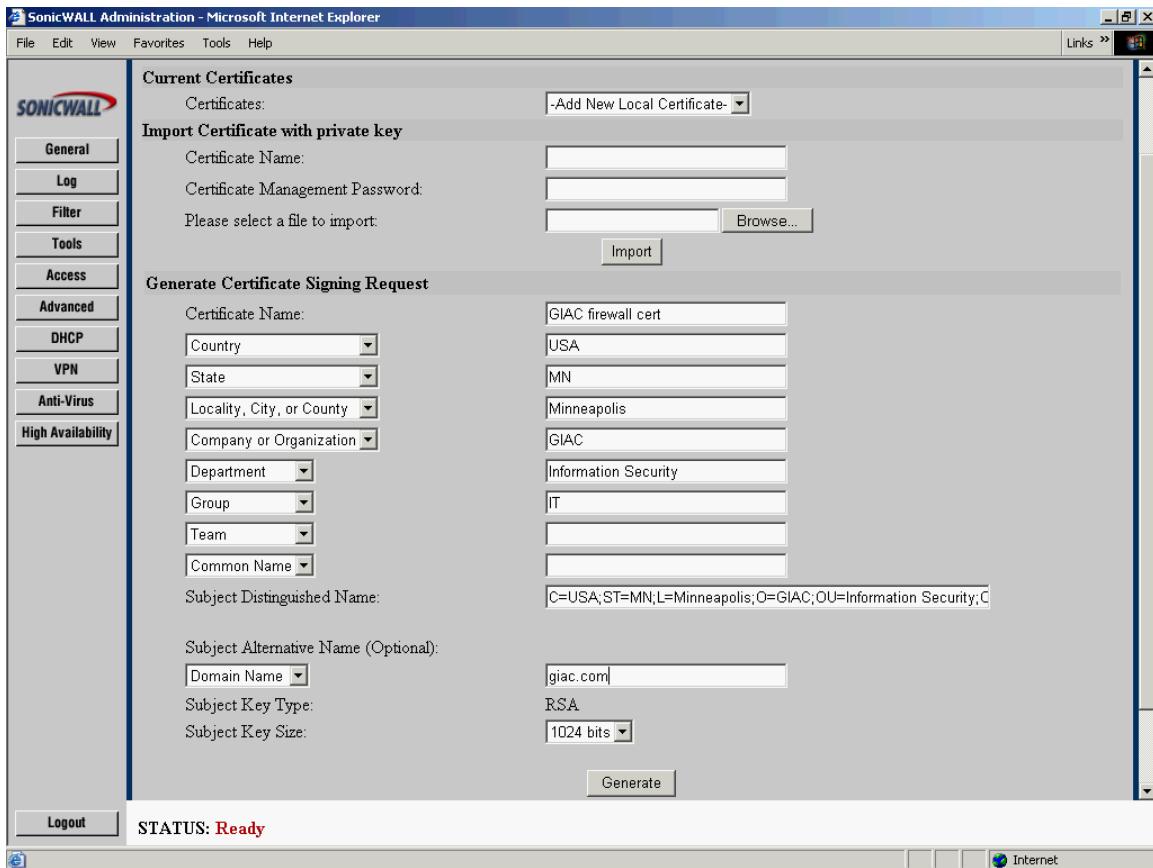 SonicWALL Administration - Microsoft Internet Explorer
File Edit View Favorites Tools Help Links »
SONICWALL
General
Log
Filter
Tools
Access
Advanced
DHCP
VPN
Anti-Virus
High Availability
Logout
Current Certificates
Certificates: -Add New Local Certificate-
Import Certificate with private key
Certificate Name:
Certificate Management Password:
Please select a file to import: Browse...
Import
Generate Certificate Signing Request
Certificate Name: GIAC firewall cert
Country USA
State MN
Locality, City, or County Minneapolis
Company or Organization GIAC
Department Information Security
Group IT
Team
Common Name
Subject Distinguished Name: C=USA;ST=MN;L=Minneapolis;O=GIAC;OU=Information Security;
Subject Alternative Name (Optional):
Domain Name giac.com
Subject Key Type: RSA
Subject Key Size: 1024 bits
Generate
STATUS: Ready
Internet